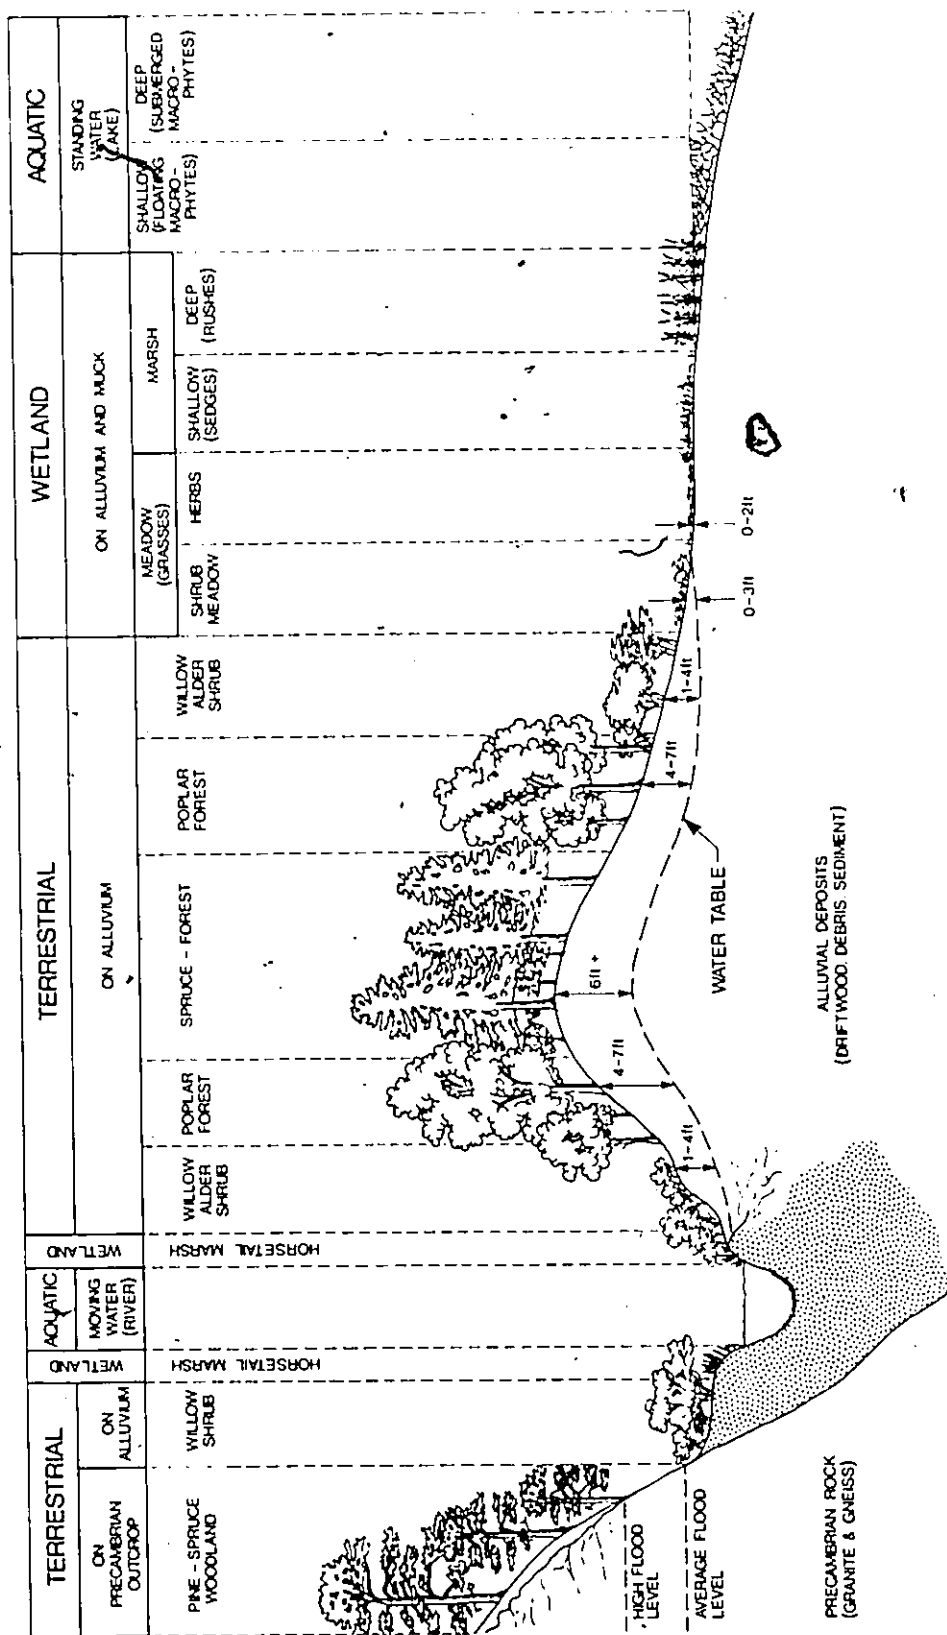 TERRESTRIAL
AQUATIC
TERRESTRIAL
WETLAND
AQUATIC
ON
PRECAMBRIAN
OUTCROP
ON
ALLUVIUM
WETLAND
MOVING
WATER
(RIVER)
WETLAND
ON ALLUVIUM
ON ALLUVIUM AND MUCK
STANDING
WATER
(LAKE)
MEADOW
(GRASSES)
MARSH
SHALLOW
(FLOATING
MACRO-
PHYTES)
DEEP
(SUBMERGED
MACRO-
PHYTES)
PINE - SPRUCE
WOODLAND
WILLOW
SHRUB
HORSETAIL MARSH
HORSETAIL MARSH
WILLOW
ALDER
SHRUB
POPLAR
FOREST
SPRUCE - FOREST
POPLAR
FOREST
WILLOW
ALDER
SHRUB
SHRUB
MEADOW
HERBS
SHALLOW
(SEDGES)
DEEP
(RUSHES)
HIGH FLOOD
LEVEL
AVERAGE FLOOD
LEVEL
1-4ft
4-7ft
6ft +
4-7ft
1-4ft
0-3ft
0-2ft
WATER TABLE
PRECAMBRIAN ROCK
(GRANITE & GNEISS)
ALLUVIAL DEPOSITS
(DRIFTWOOD, DEBRIS SEDIMENT)